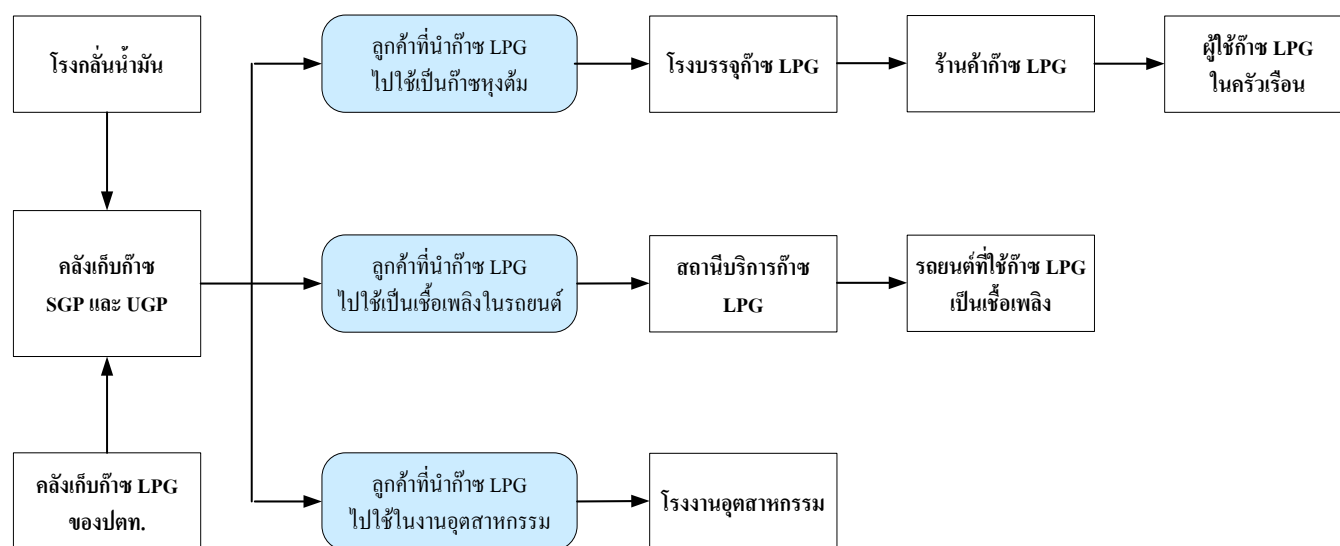 โรงกลั่นน้ำมัน
ลูกค้าที่นำก๊าซ LPG
ไปใช้เป็นก๊าซหุงต้ม
โรงบรรจุก๊าซ LPG
ร้านค้าก๊าซ LPG
ผู้ใช้ก๊าซ LPG
ในครัวเรือน
คลังเก็บก๊าซ
SGP และ UGP
ลูกค้าที่นำก๊าซ LPG
ไปใช้เป็นเชื้อเพลิงในรถยนต์
สถานีบริการก๊าซ
LPG
รถยนต์ที่ใช้ก๊าซ LPG
เป็นเชื้อเพลิง
คลังเก็บก๊าซ LPG
ของปตท.
ลูกค้าที่นำก๊าซ LPG
ไปใช้ในงานอุตสาหกรรม
โรงงานอุตสาหกรรม